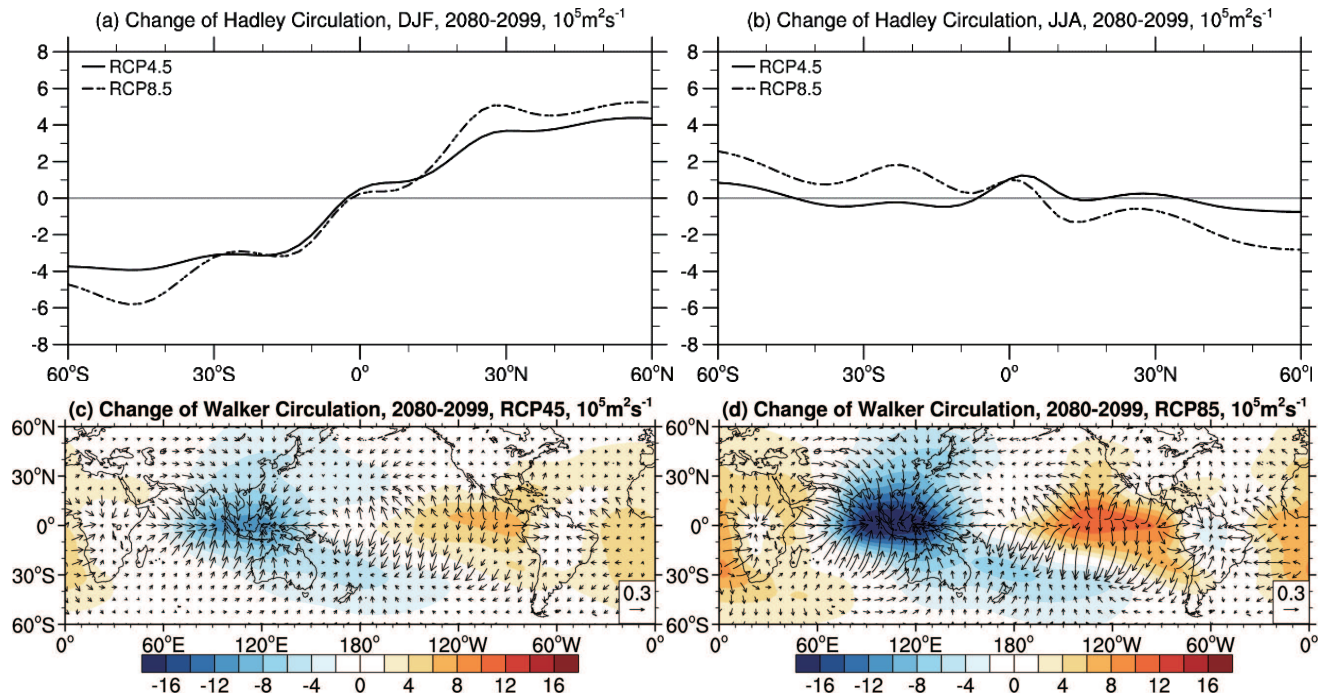 (a) Change of Hadley Circulation, DJF, 2080-2099, 10⁵m²s⁻¹
8
6
4
2
0
-2
-4
-6
-8
RCP4.5
RCP8.5
60°S 30°S 0° 30°N 60°N
(b) Change of Hadley Circulation, JJA, 2080-2099, 10⁵m²s⁻¹
8
6
4
2
0
-2
-4
-6
-8
RCP4.5
RCP8.5
60°S 30°S 0° 30°N 60°N
(c) Change of Walker Circulation, 2080-2099, RCP45, 10⁵m²s⁻¹
60°N
30°N
0°
30°S
60°S
0.3
0° 60°E 120°E 180° 120°W 60°W 0°
-16 -12 -8 -4 0 4 8 12 16
(d) Change of Walker Circulation, 2080-2099, RCP85, 10⁵m²s⁻¹
60°N
30°N
0°
30°S
60°S
0.3
0° 60°E 120°E 180° 120°W 60°W 0°
-16 -12 -8 -4 0 4 8 12 16